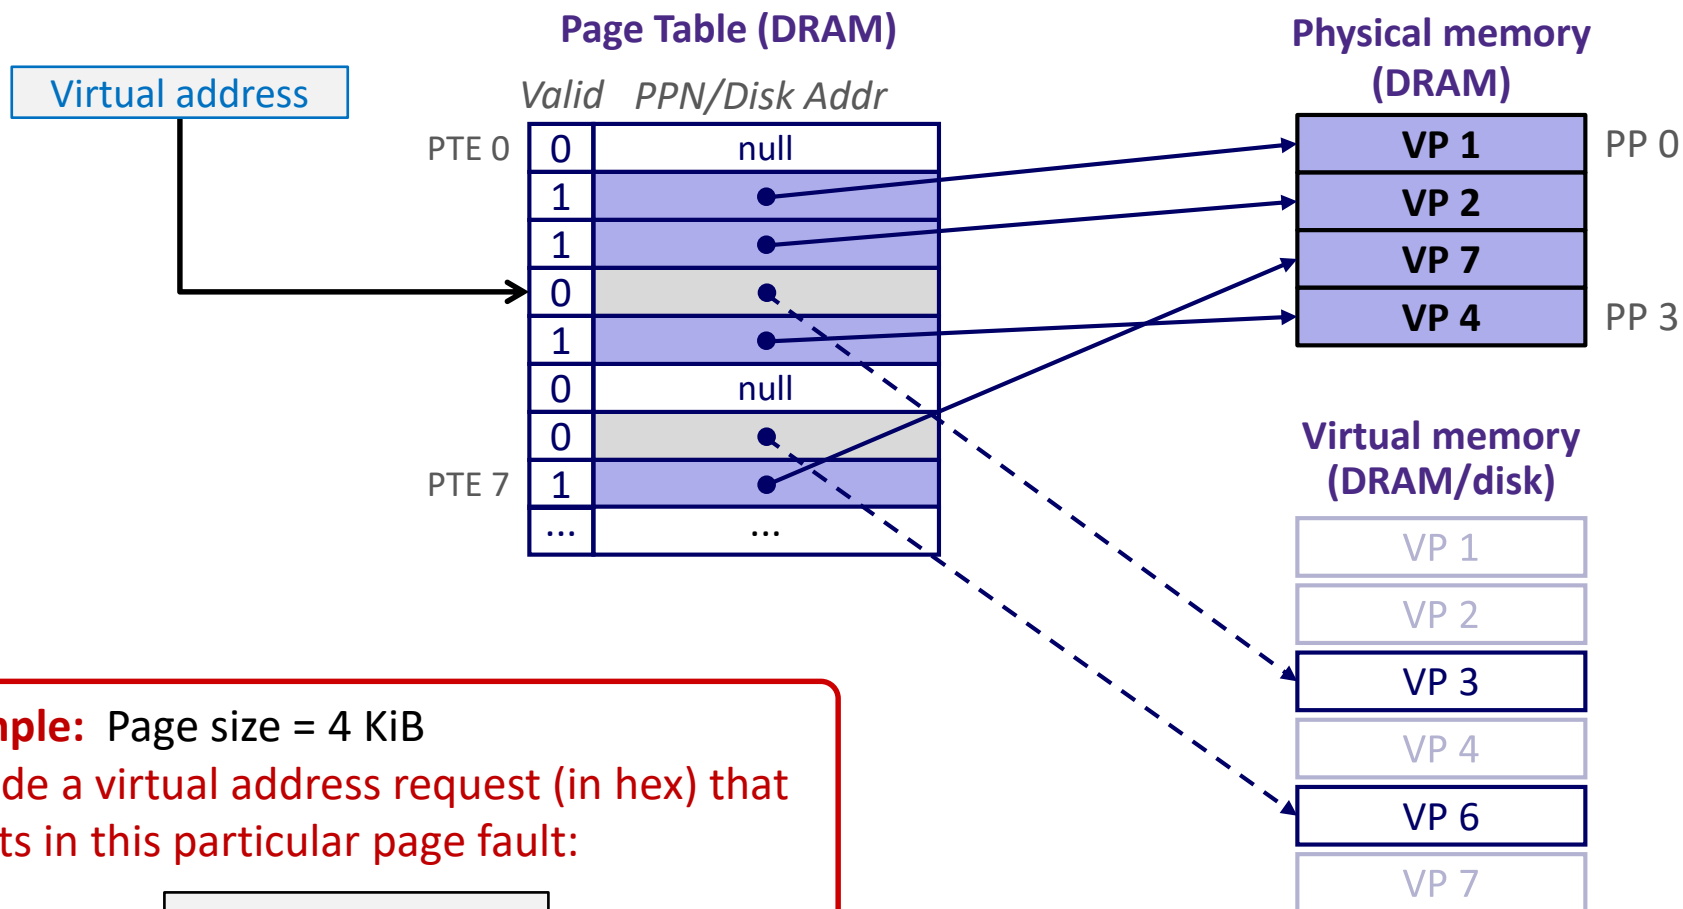 Page Table (DRAM)
Physical memory
(DRAM)
Virtual address
Valid PPN/Disk Addr
PTE 0 0 null
1
1
0
1
0 null
0
PTE 7 1
... ...
VP 1 PP 0
VP 2
VP 7
VP 4 PP 3
Virtual memory
(DRAM/disk)
VP 1
VP 2
VP 3
VP 4
VP 6
VP 7
mple: Page size = 4 KiB
de a virtual address request (in hex) that
ts in this particular page fault: